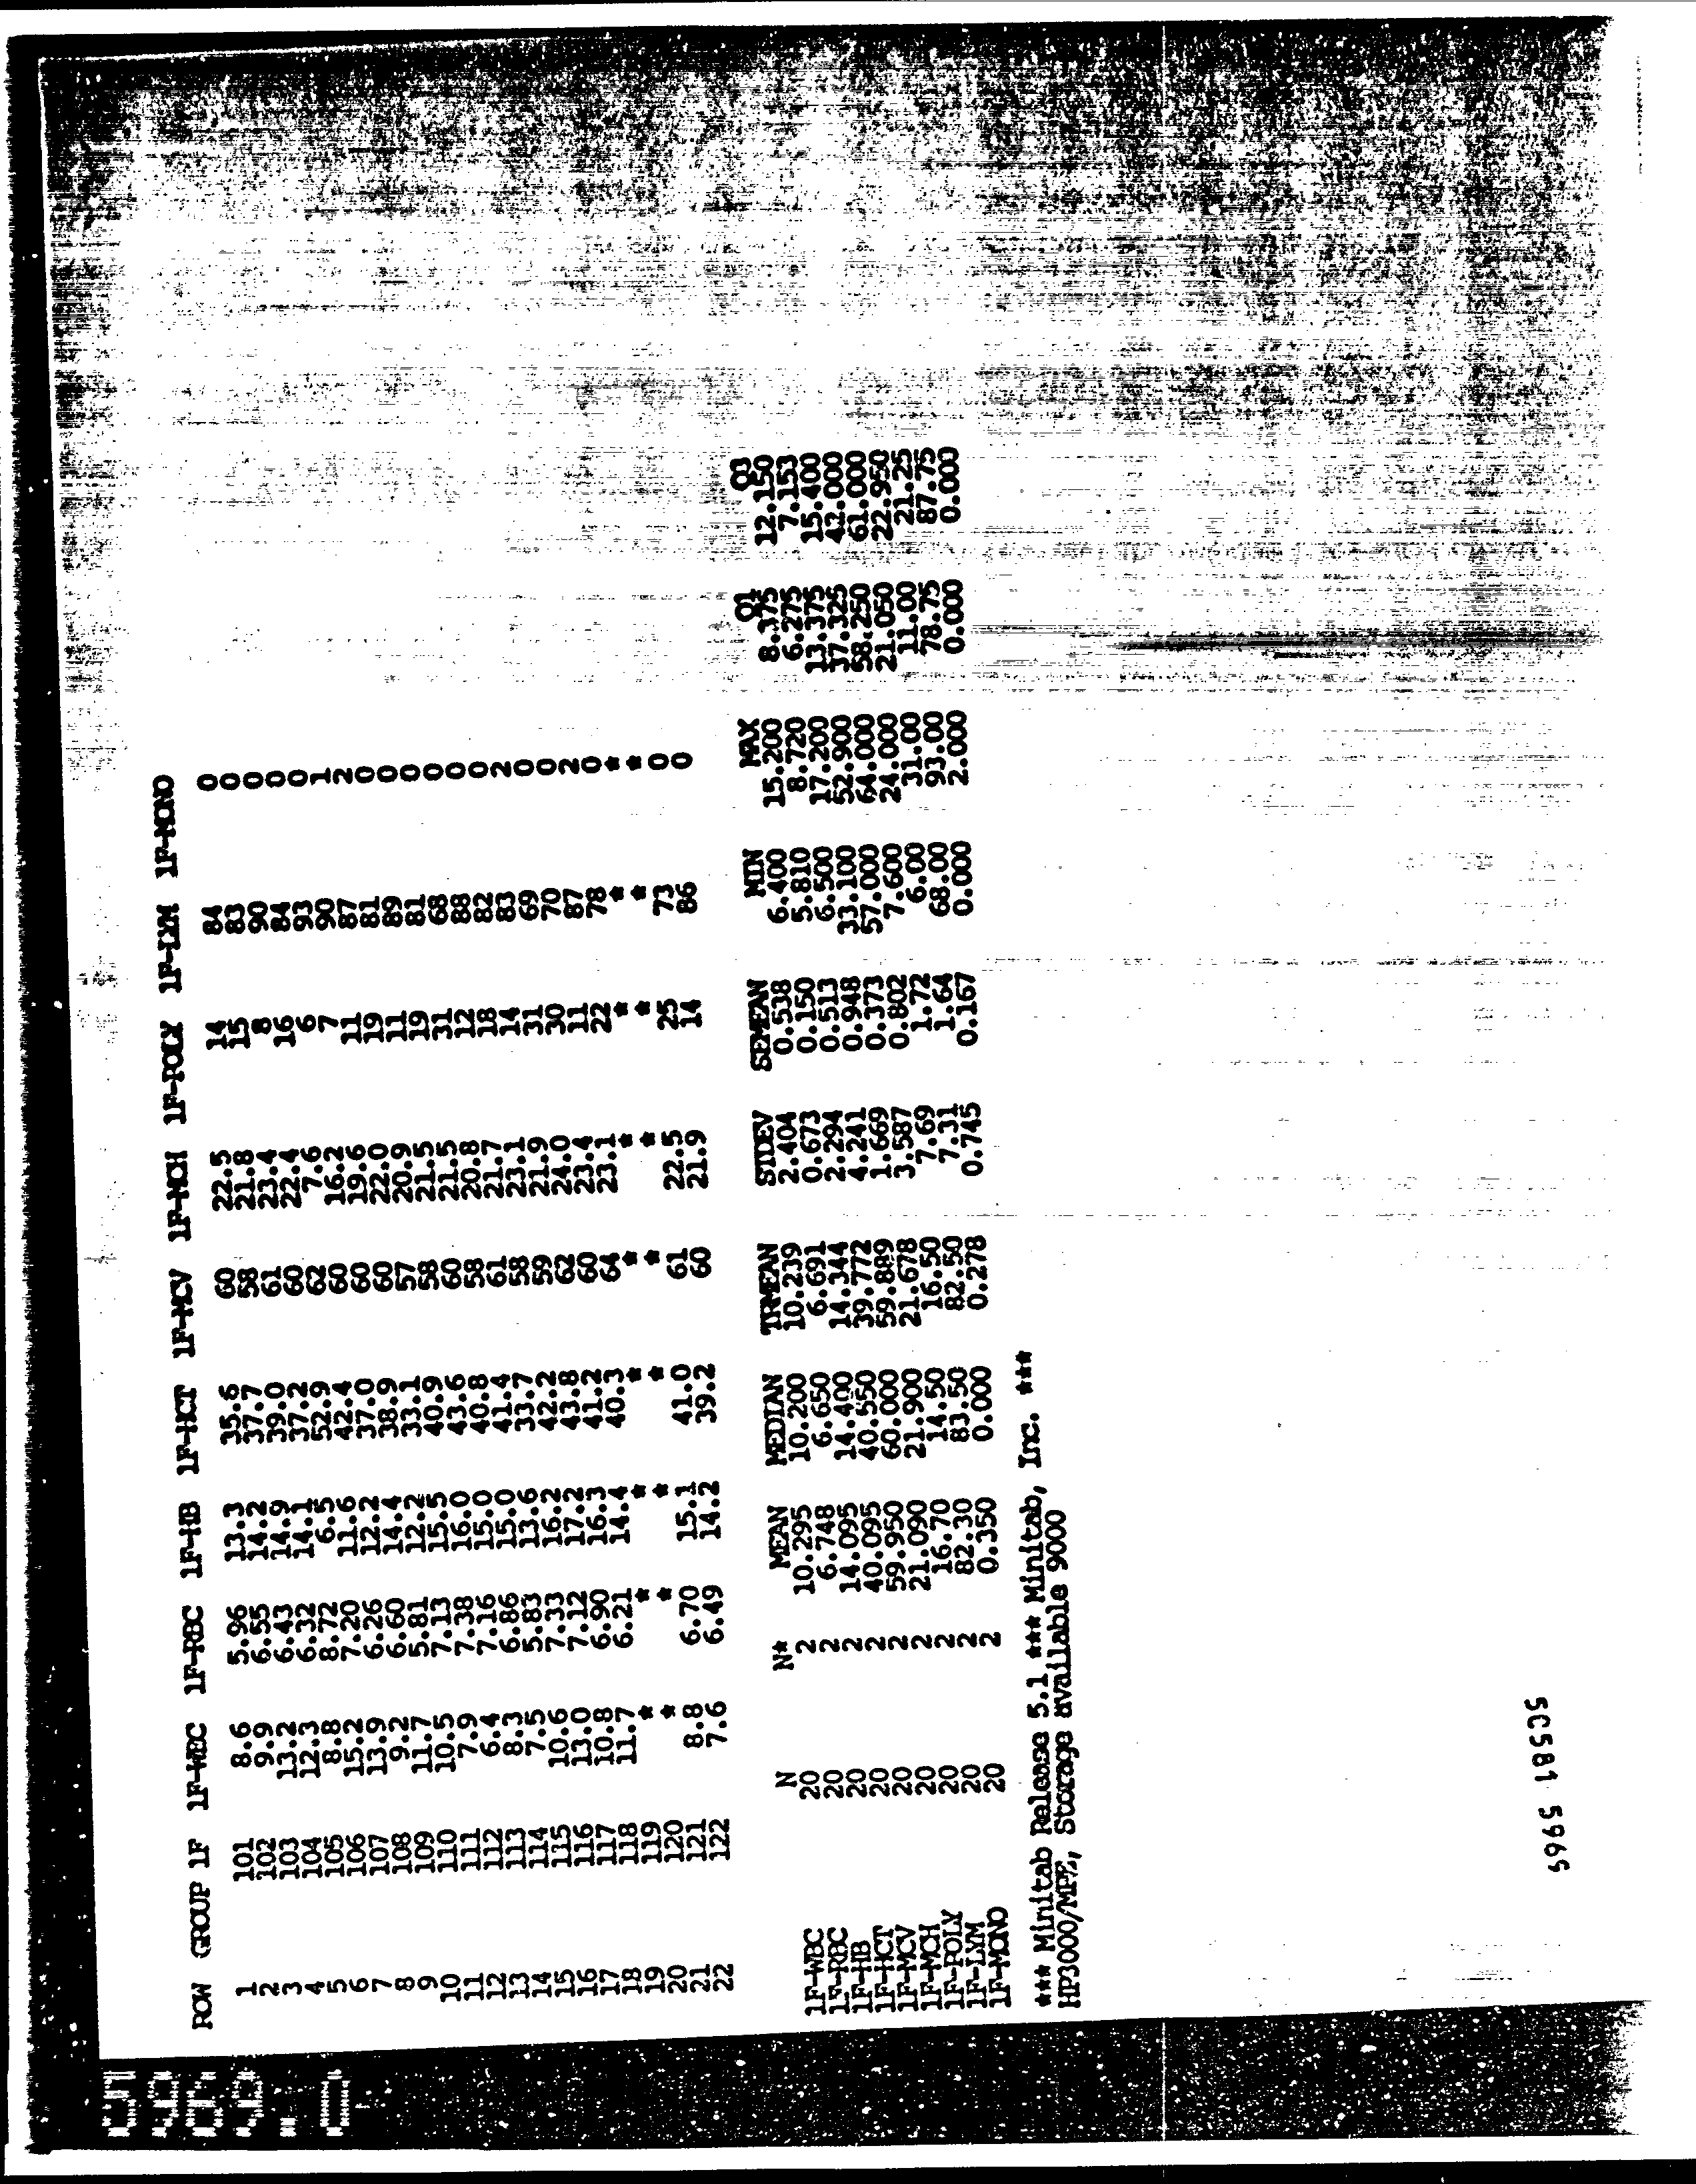 ROW GROUP 1F 1F-WBC 1F-RBC 1F-HB 1F-HCT 1F-MCV 1F-MCH 1F-POLY 1F-LYM 1F-MONO
1 101 8.6 5.96 13.3 35.6 60 22.5 14 84 0
2 102 9.9 6.55 14.2 37.7 58 21.8 15 83 0
3 103 13.2 6.43 14.9 39.0 61 23.4 8 90 0
4 104 12.3 6.32 14.1 37.2 60 22.4 16 84 0
5 105 8.8 8.72 6.5 52.9 62 7.6 6 93 0
6 106 15.2 7.20 11.6 42.4 60 16.2 7 90 1
7 107 13.9 6.26 12.2 37.0 60 19.6 11 87 2
8 108 9.2 6.60 14.4 38.9 60 22.0 19 81 0
9 109 11.7 5.81 12.2 33.1 57 20.9 11 89 0
10 110 10.5 7.13 15.5 40.9 58 21.5 19 81 0
11 111 7.9 7.38 16.0 43.6 60 21.5 31 68 0
12 112 6.4 7.16 15.0 40.8 58 20.8 12 88 0
13 113 8.3 6.86 15.0 41.4 61 21.7 18 82 0
14 114 7.5 5.83 13.6 33.7 58 23.1 14 83 2
15 115 10.6 7.33 16.2 42.2 59 21.9 31 69 0
16 116 13.0 7.12 17.2 43.8 62 24.0 30 70 0
17 117 10.8 6.90 16.3 41.2 60 23.4 11 87 2
18 118 11.7 6.21 14.4 40.3 64 23.1 22 78 0
19 119 * * * * * * * * *
20 120 * * * * * * * * *
21 121 8.8 6.70 15.1 41.0 61 22.5 25 73 0
22 122 7.6 6.49 14.2 39.2 60 21.9 14 86 0
N N* MEAN MEDIAN TRMEAN STDEV SEMEAN MIN MAX Q1 Q3
1F-WBC 20 2 10.295 10.200 10.239 2.404 0.538 6.400 15.200 8.375 12.150
1F-RBC 20 2 6.748 6.650 6.691 0.673 0.150 5.810 8.720 6.275 7.153
1F-HB 20 2 14.095 14.400 14.344 2.294 0.513 6.500 17.200 13.375 15.400
1F-HCT 20 2 40.095 40.550 39.772 4.241 0.948 33.100 52.900 37.325 42.000
1F-MCV 20 2 59.950 60.000 59.889 1.669 0.373 57.000 64.000 58.250 61.000
1F-MCH 20 2 21.090 21.900 21.678 3.587 0.802 7.600 24.000 21.050 22.950
1F-POLY 20 2 16.70 14.50 16.50 7.69 1.72 6.00 31.00 11.00 21.25
1F-LYM 20 2 82.30 83.50 82.50 7.31 1.64 68.00 93.00 78.75 87.75
1F-MONO 20 2 0.350 0.000 0.278 0.745 0.167 0.000 2.000 0.000 0.000
*** Minitab Release 5.1 *** Minitab, Inc. ***
HP3000/MPE, Storage available 9000
SC581 5969
5969.0